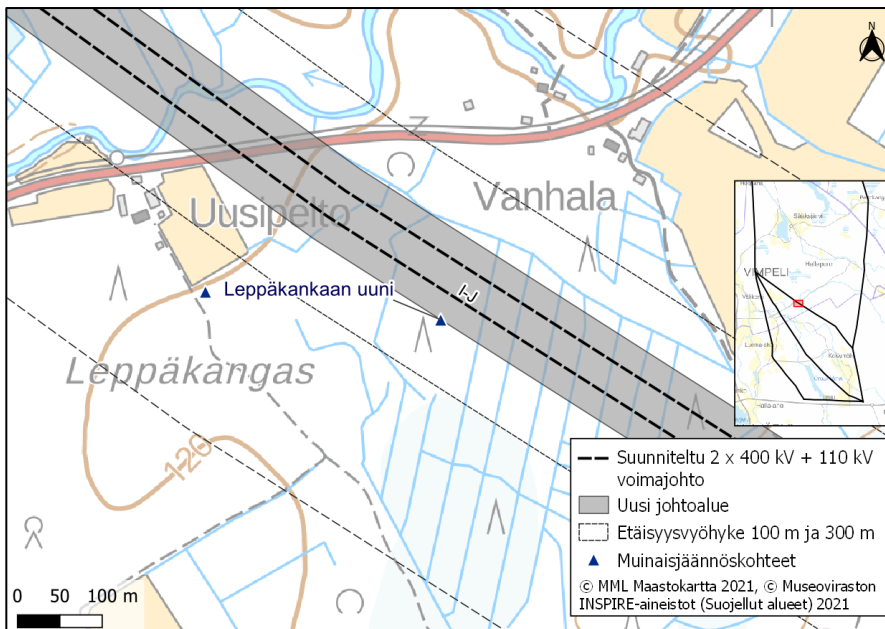 N
Vanhala
Uusipelto
Leppäkankaan uuni
I-J
Leppäkangas
120
VIMPELI
Suunniteltu 2 x 400 kV + 110 kV
voimajohto
Uusi johtoalue
Etäisyysvyöhyke 100 m ja 300 m
Muinaisjäännöskohteet
© MML Maastokartta 2021, © Museoviraston
INSPIRE-aineistot (Suojellut alueet) 2021
0 50 100 m